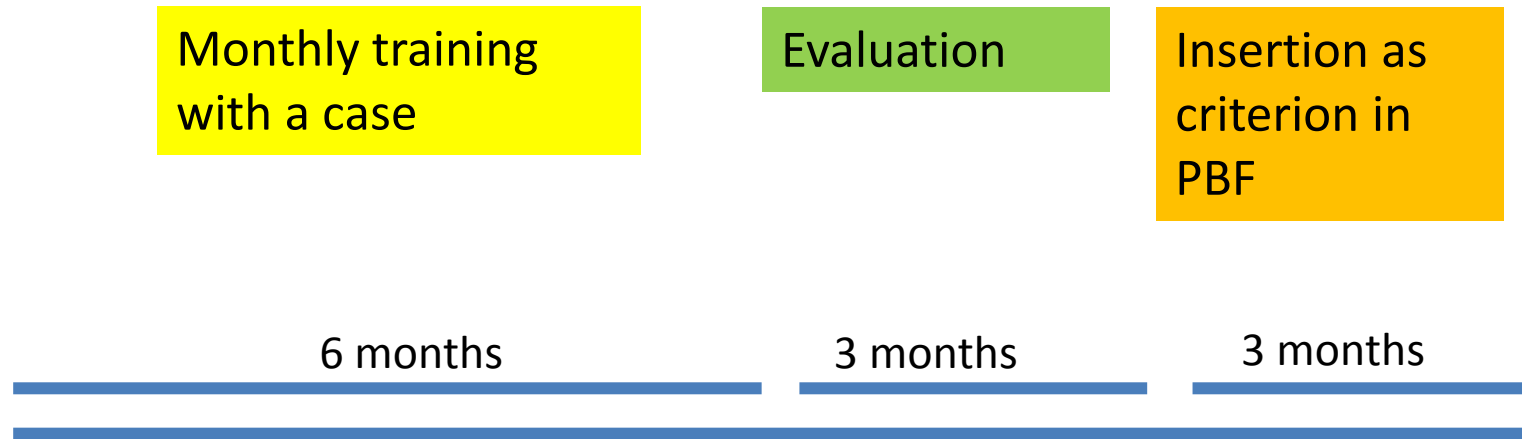 Monthly training
with a case
Evaluation
Insertion as
criterion in
PBF
6 months
3 months
3 months